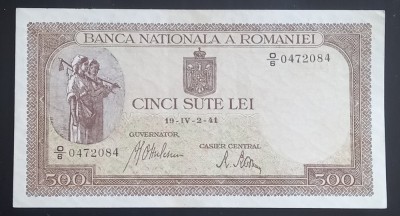 BANCA NATIONALA A ROMANIEI
O/6 0472084
CINCI SUTE LEI
19-IV-2-41
GUVERNATOR,
CASIER CENTRAL
O/6 0472084
500
500